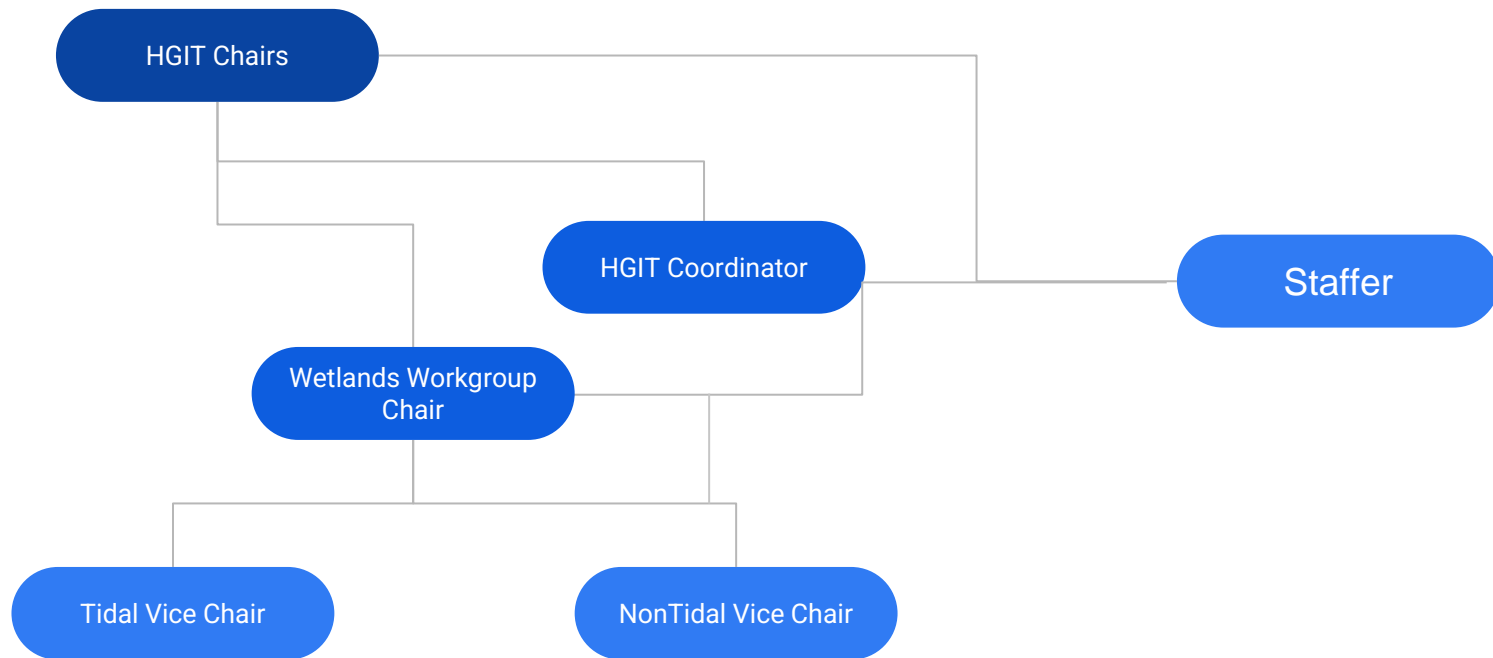 HGIT Chairs
HGIT Coordinator
Staffer
Wetlands Workgroup
Chair
Tidal Vice Chair
NonTidal Vice Chair